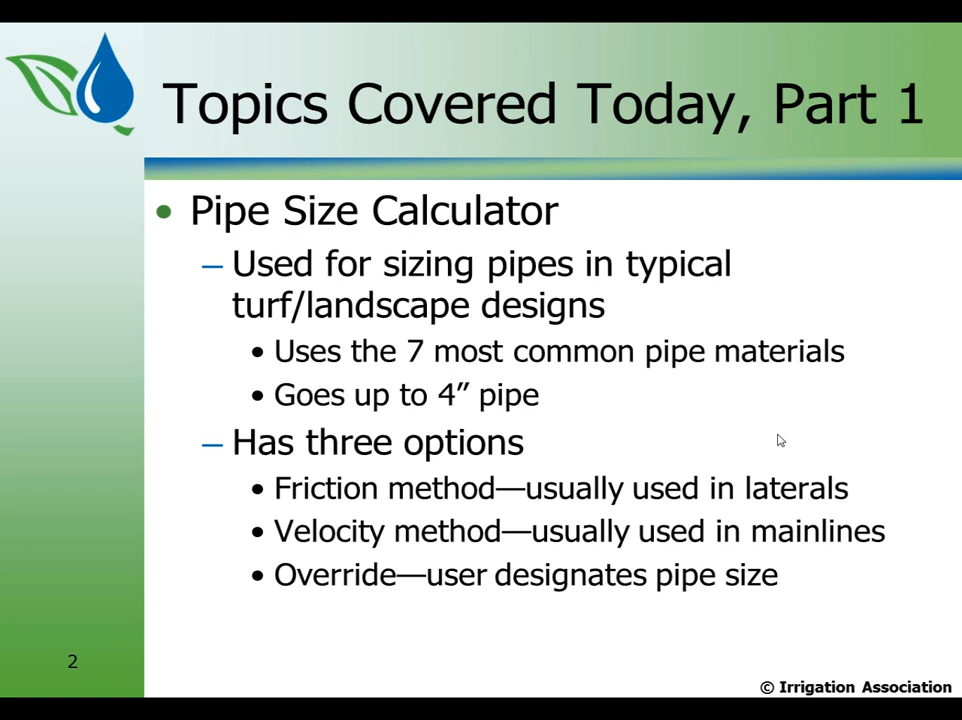 Topics Covered Today, Part 1
• Pipe Size Calculator
– Used for sizing pipes in typical
turf/landscape designs
• Uses the 7 most common pipe materials
• Goes up to 4” pipe
– Has three options
• Friction method—usually used in laterals
• Velocity method—usually used in mainlines
• Override—user designates pipe size
2
© Irrigation Association